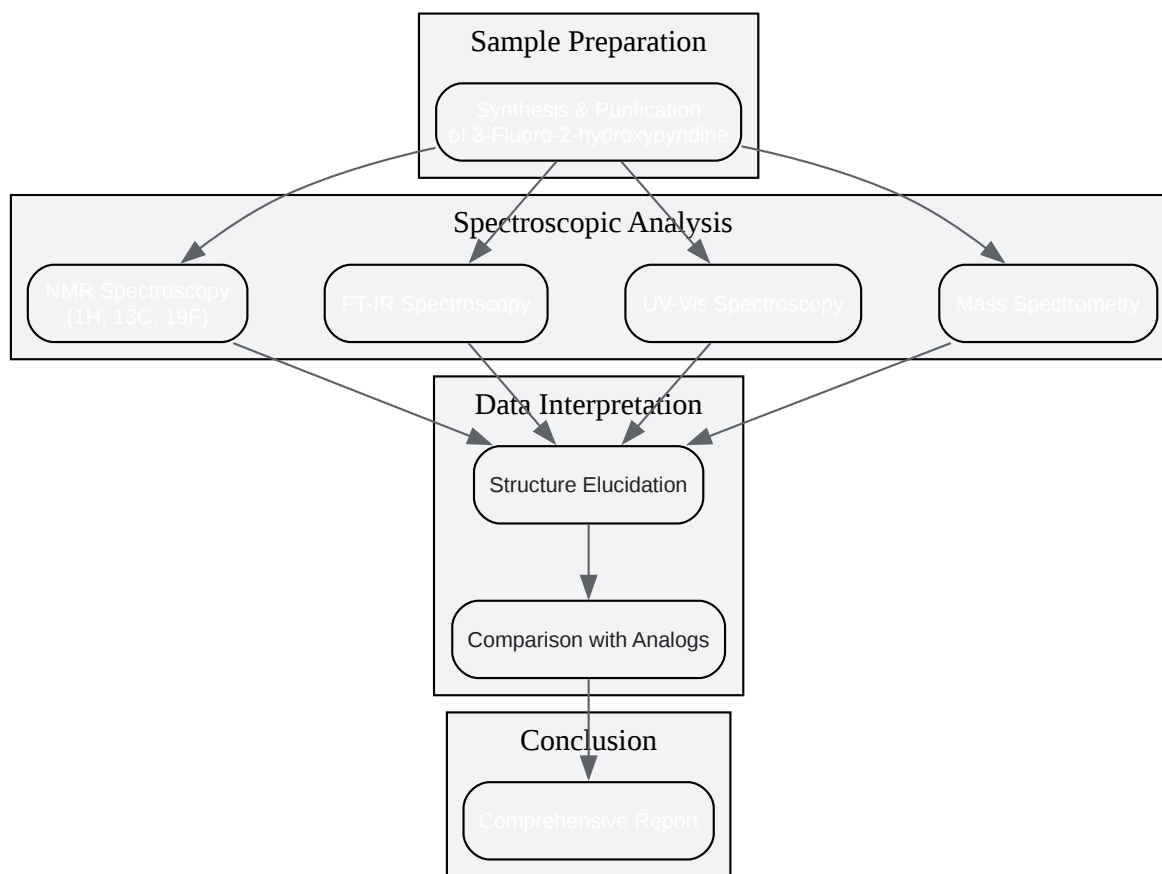 Sample Preparation
Synthesis & Purification
of 3-Fluoro-2-hydroxypyridine
Spectroscopic Analysis
NMR Spectroscopy
(1H, 13C, 19F)
FT-IR Spectroscopy
UV-Vis Spectroscopy
Mass Spectrometry
Data Interpretation
Structure Elucidation
Comparison with Analogs
Conclusion
Comprehensive Report